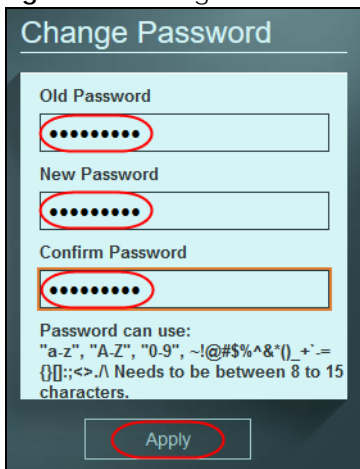 Change Password
Old Password
•••••••••
New Password
•••••••••
Confirm Password
•••••••••
Password can use:
"a-z", "A-Z", "0-9", ~!@#$%^&*()_+`-=
{}[]:;<>./\ Needs to be between 8 to 15
characters.
Apply